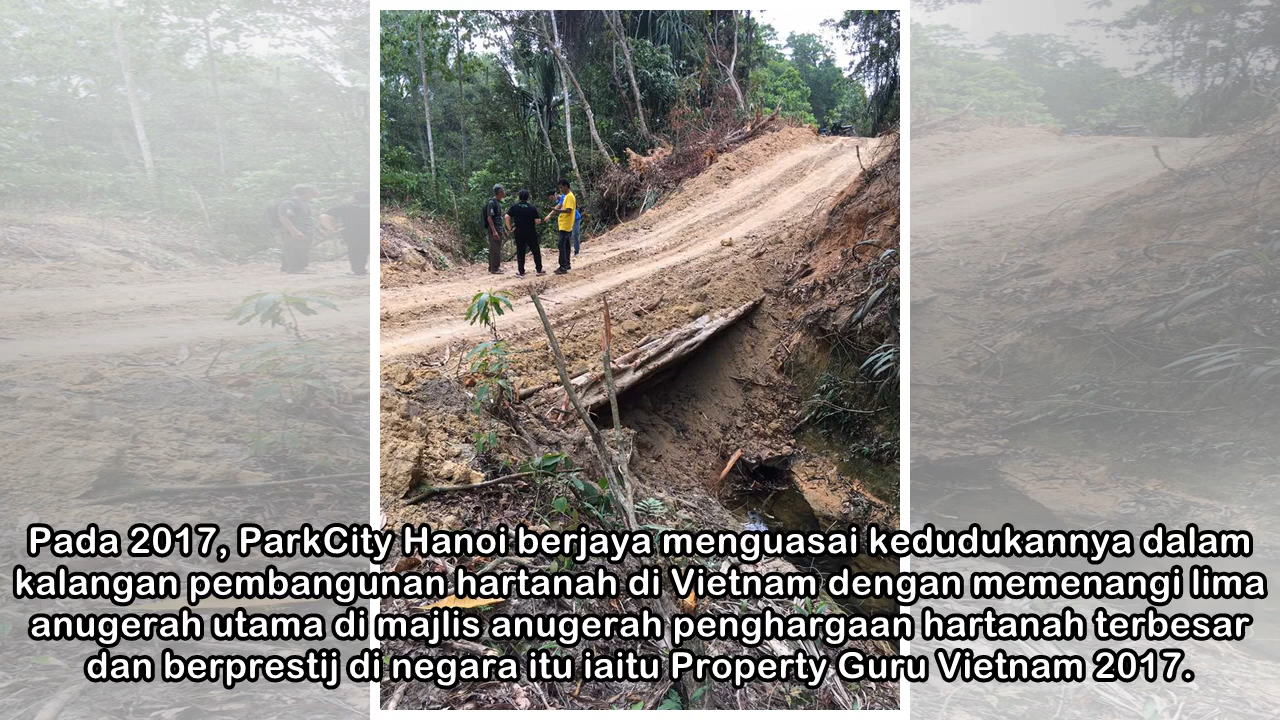 Pada 2017, ParkCity Hanoi berjaya menguasai kedudukannya dalam
kalangan pembangunan hartanah di Vietnam dengan memenangi lima
anugerah utama di majlis anugerah penghargaan hartanah terbesar
dan berprestij di negara itu iaitu Property Guru Vietnam 2017.